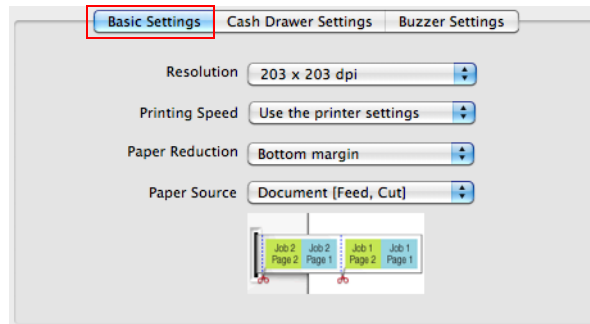 Basic Settings Cash Drawer Settings Buzzer Settings
Resolution 203 x 203 dpi
Printing Speed Use the printer settings
Paper Reduction Bottom margin
Paper Source Document [Feed, Cut]
Job 2 Job 2 Job 1 Job 1
Page 2 Page 1 Page 2 Page 1